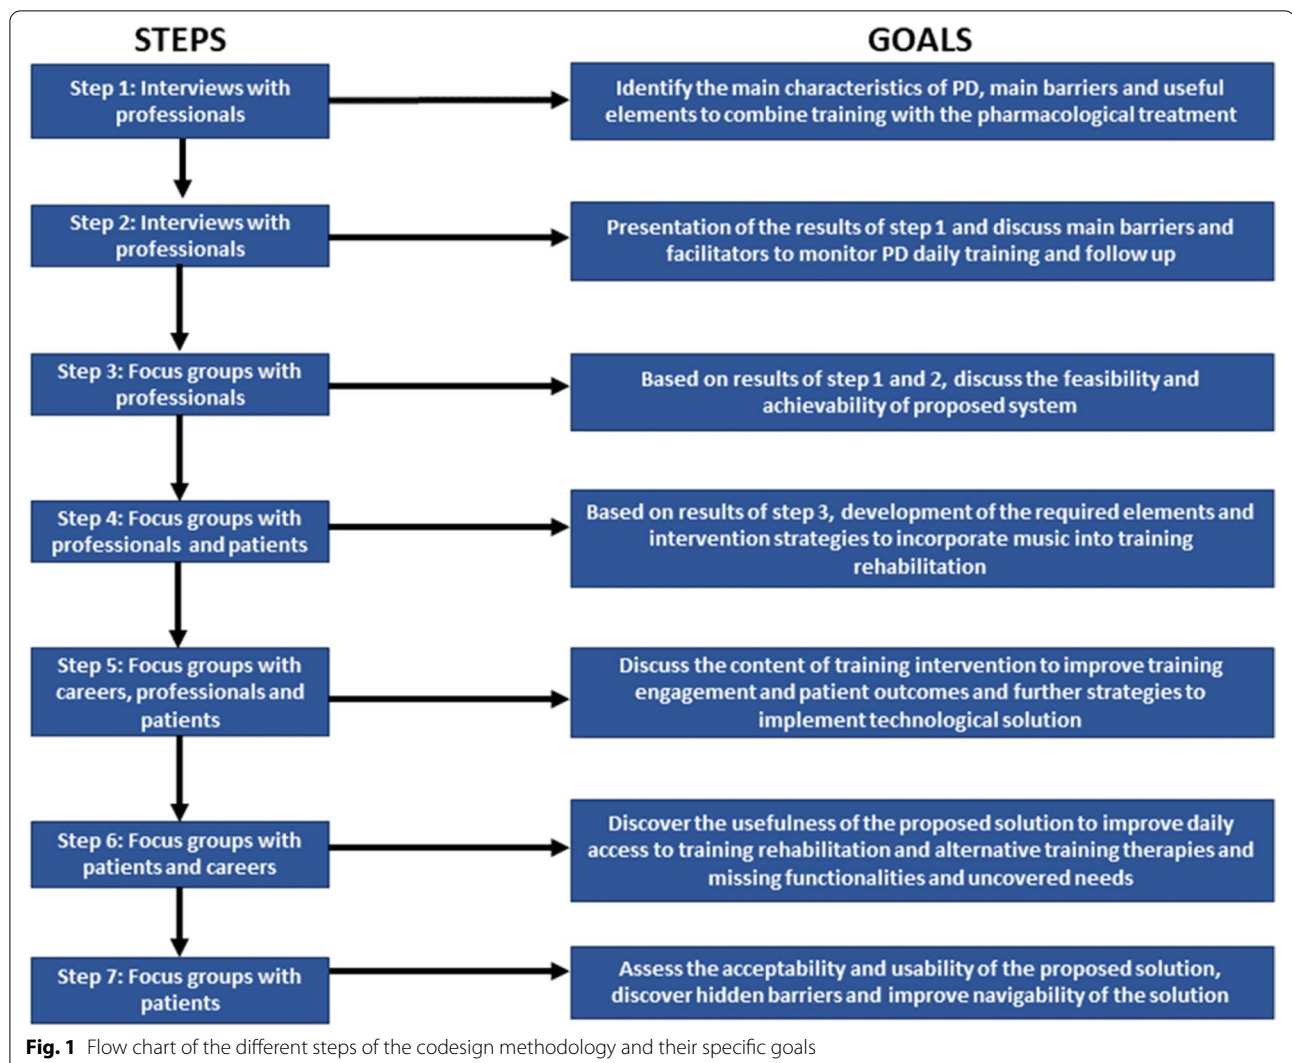 STEPS
GOALS
Step 1: Interviews with
professionals
Identify the main characteristics of PD, main barriers and useful
elements to combine training with the pharmacological treatment
Step 2: Interviews with
professionals
Presentation of the results of step 1 and discuss main barriers and
facilitators to monitor PD daily training and follow up
Step 3: Focus groups with
professionals
Based on results of step 1 and 2, discuss the feasibility and
achievability of proposed system
Step 4: Focus groups with
professionals and patients
Based on results of step 3, development of the required elements and
intervention strategies to incorporate music into training
rehabilitation
Step 5: Focus groups with
careers, professionals and
patients
Discuss the content of training intervention to improve training
engagement and patient outcomes and further strategies to
implement technological solution
Step 6: Focus groups with
patients and careers
Discover the usefulness of the proposed solution to improve daily
access to training rehabilitation and alternative training therapies and
missing functionalities and uncovered needs
Step 7: Focus groups with
patients
Assess the acceptability and usability of the proposed solution,
discover hidden barriers and improve navigability of the solution
Fig. 1 Flow chart of the different steps of the codesign methodology and their specific goals